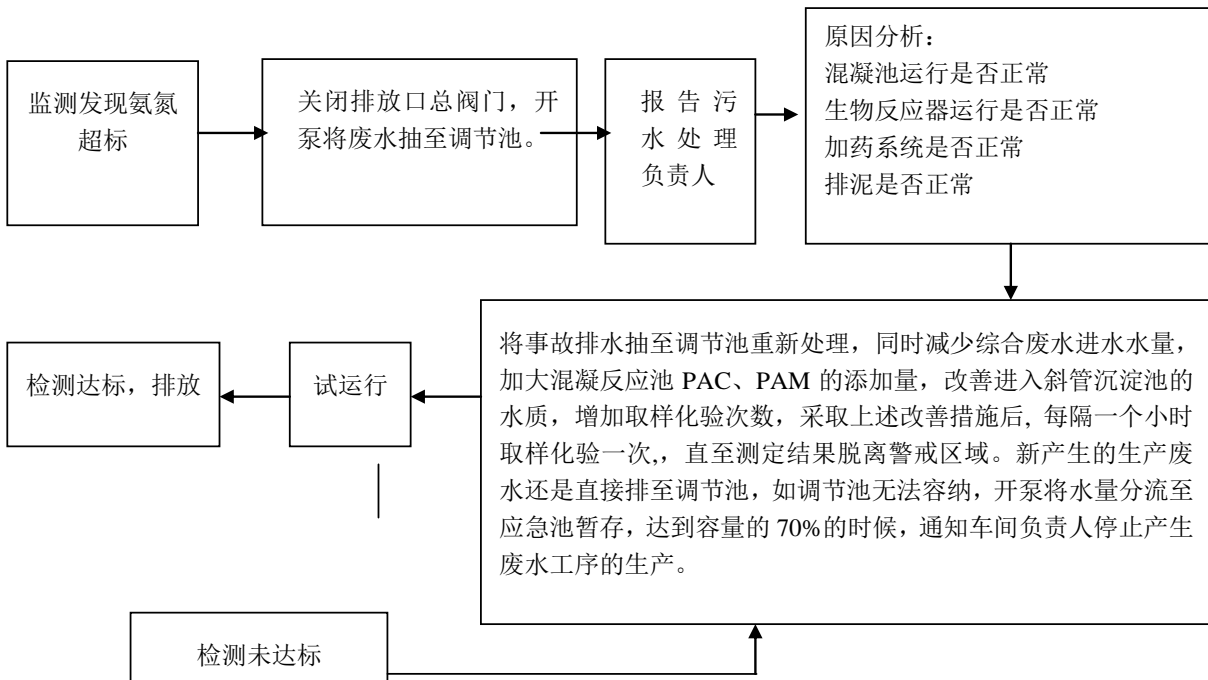 监测发现氨氮
超标
关闭排放口总阀门，开
泵将废水抽至调节池。
报告污
水处理
负责人
原因分析：
混凝池运行是否正常
生物反应器运行是否正常
加药系统是否正常
排泥是否正常
将事故排水抽至调节池重新处理，同时减少综合废水进水水量，
加大混凝反应池 PAC、PAM 的添加量，改善进入斜管沉淀池的
水质，增加取样化验次数，采取上述改善措施后, 每隔一个小时
取样化验一次,，直至测定结果脱离警戒区域。新产生的生产废
水还是直接排至调节池，如调节池无法容纳，开泵将水量分流至
应急池暂存，达到容量的 70%的时候，通知车间负责人停止产生
废水工序的生产。
试运行
检测达标，排放
检测未达标